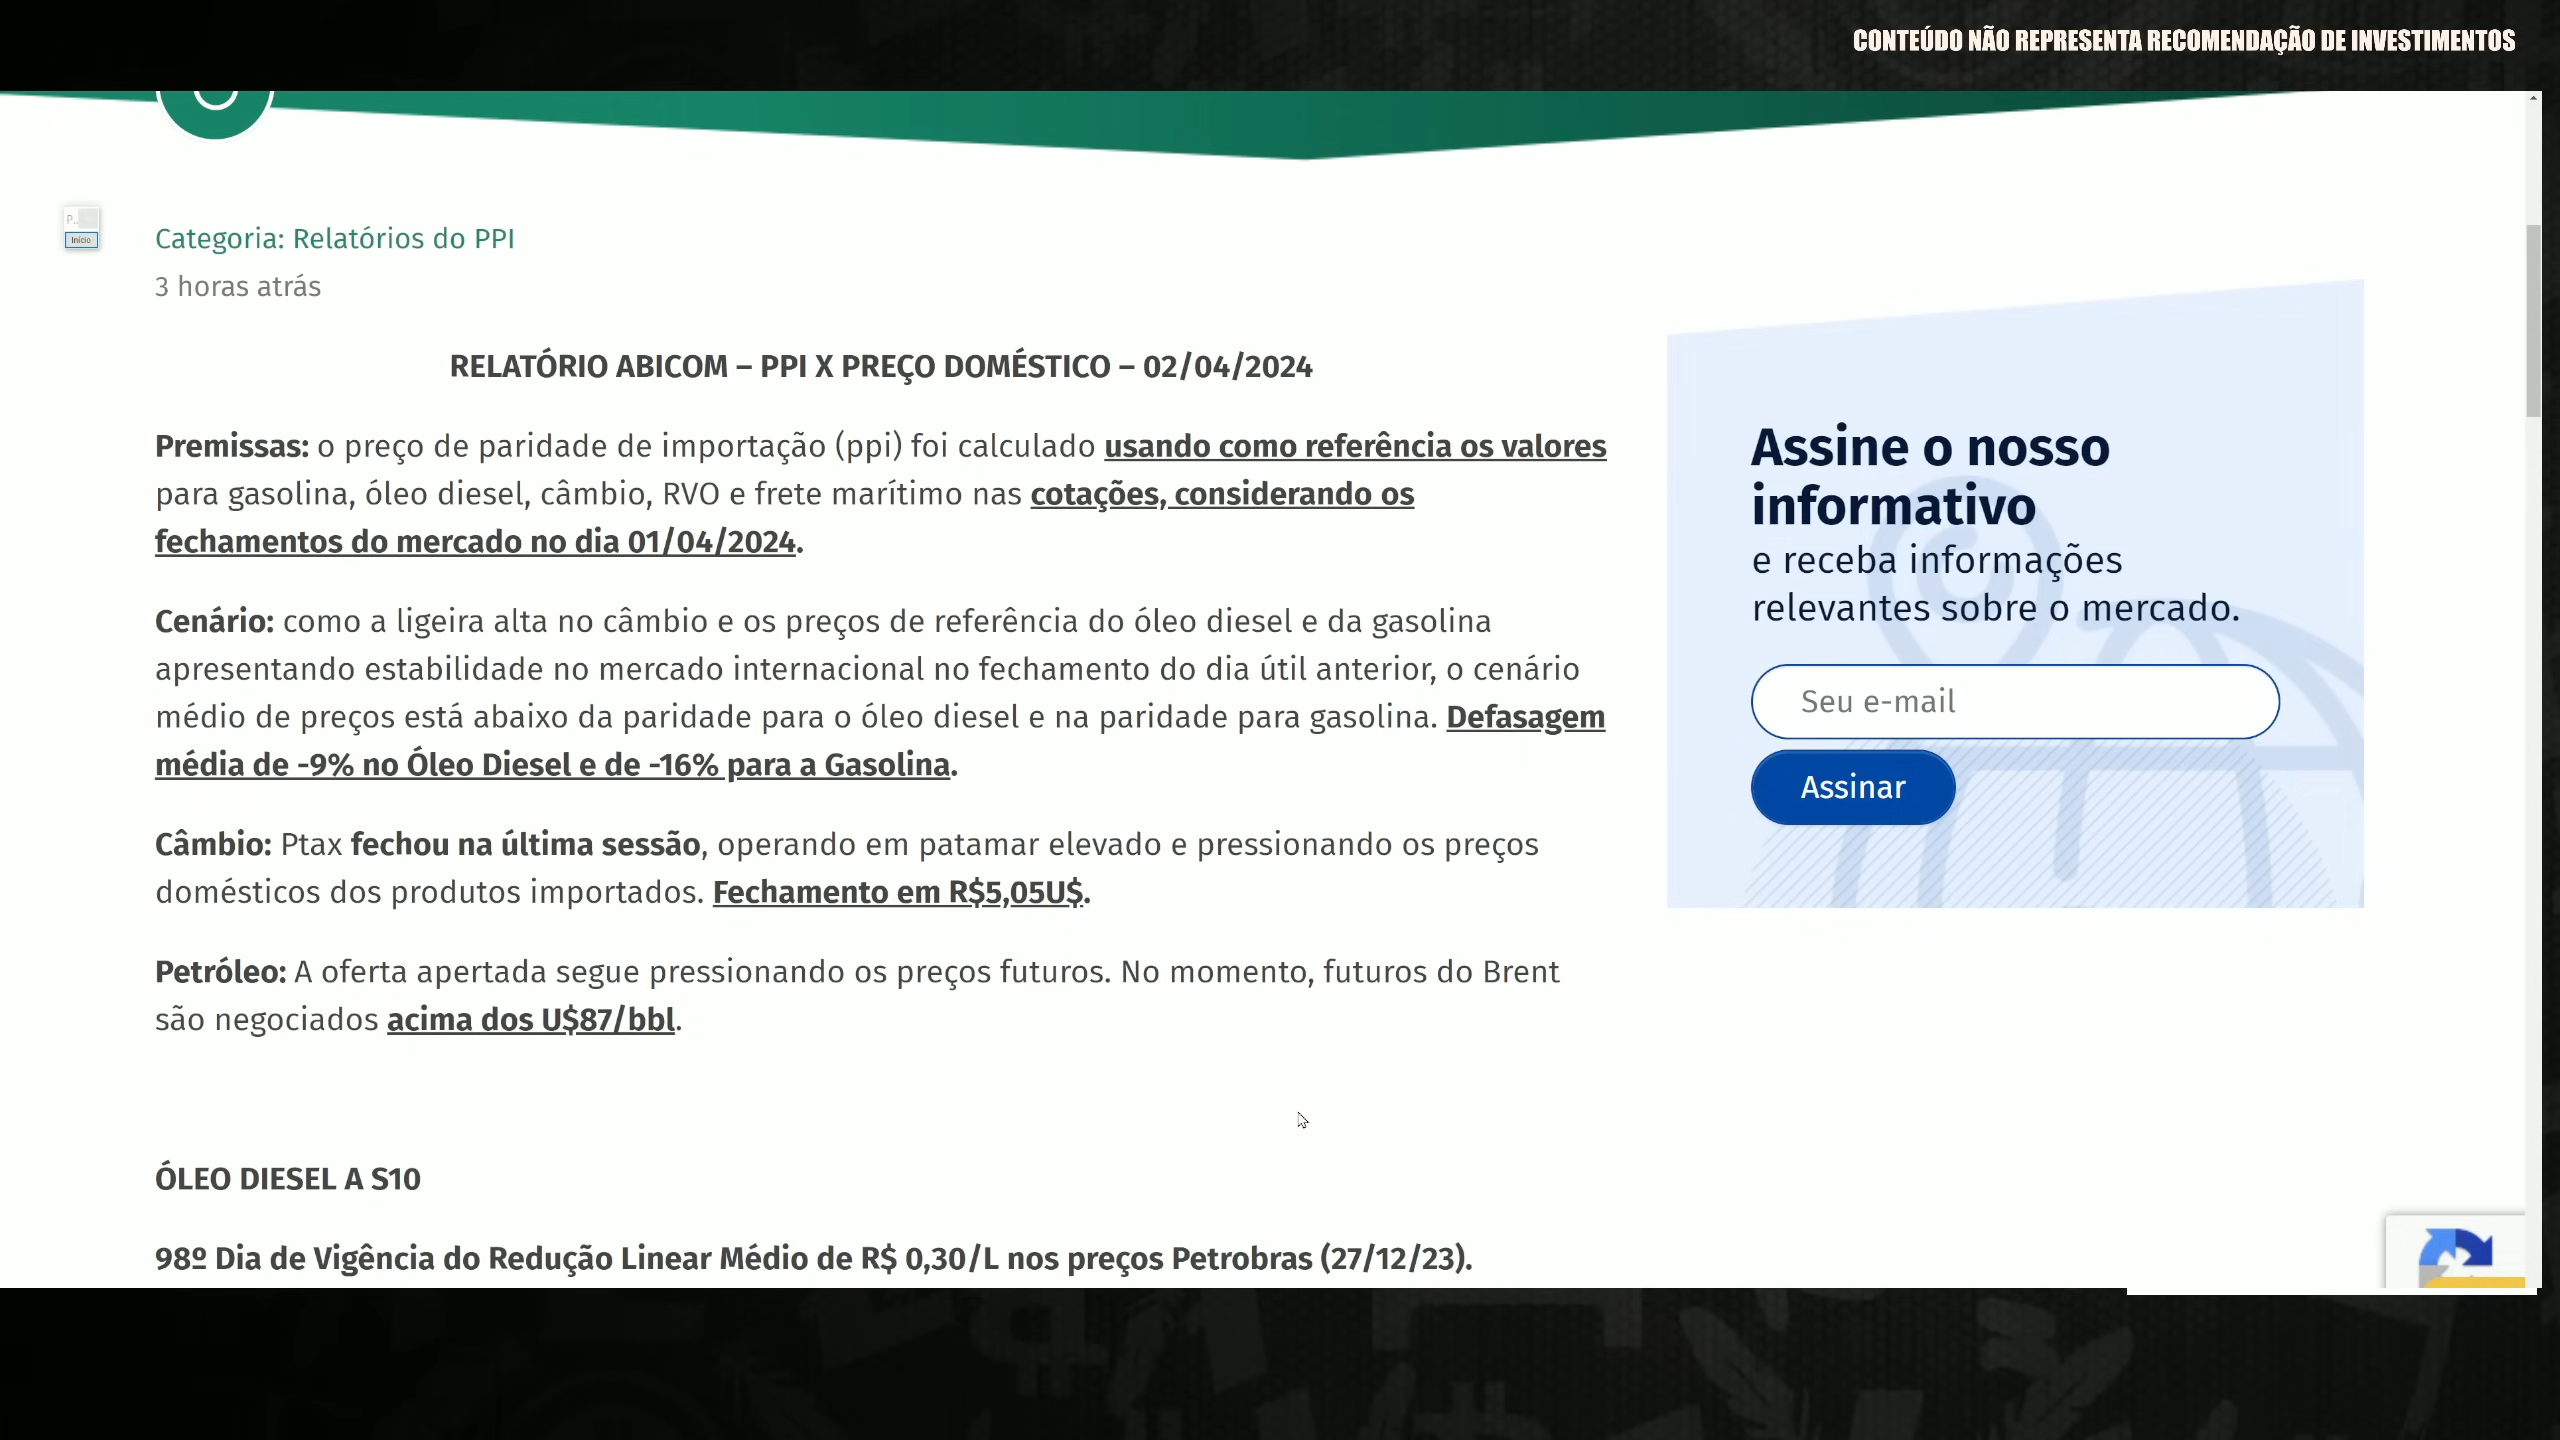 CONTEÚDO NÃO REPRESENTA RECOMENDAÇÃO DE INVESTIMENTOS
P..
Início
Categoria: Relatórios do PPI
3 horas atrás
RELATÓRIO ABICOM – PPI X PREÇO DOMÉSTICO – 02/04/2024
Premissas: o preço de paridade de importação (ppi) foi calculado usando como referência os valores
para gasolina, óleo diesel, câmbio, RVO e frete marítimo nas cotações, considerando os
fechamentos do mercado no dia 01/04/2024.
Cenário: como a ligeira alta no câmbio e os preços de referência do óleo diesel e da gasolina
apresentando estabilidade no mercado internacional no fechamento do dia útil anterior, o cenário
médio de preços está abaixo da paridade para o óleo diesel e na paridade para gasolina. Defasagem
média de -9% no Óleo Diesel e de -16% para a Gasolina.
Câmbio: Ptax fechou na última sessão, operando em patamar elevado e pressionando os preços
domésticos dos produtos importados. Fechamento em R$5,05U$.
Petróleo: A oferta apertada segue pressionando os preços futuros. No momento, futuros do Brent
são negociados acima dos U$87/bbl.
ÓLEO DIESEL A S10
98º Dia de Vigência do Redução Linear Médio de R$ 0,30/L nos preços Petrobras (27/12/23).
Assine o nosso
informativo
e receba informações
relevantes sobre o mercado.
Seu e-mail
Assinar